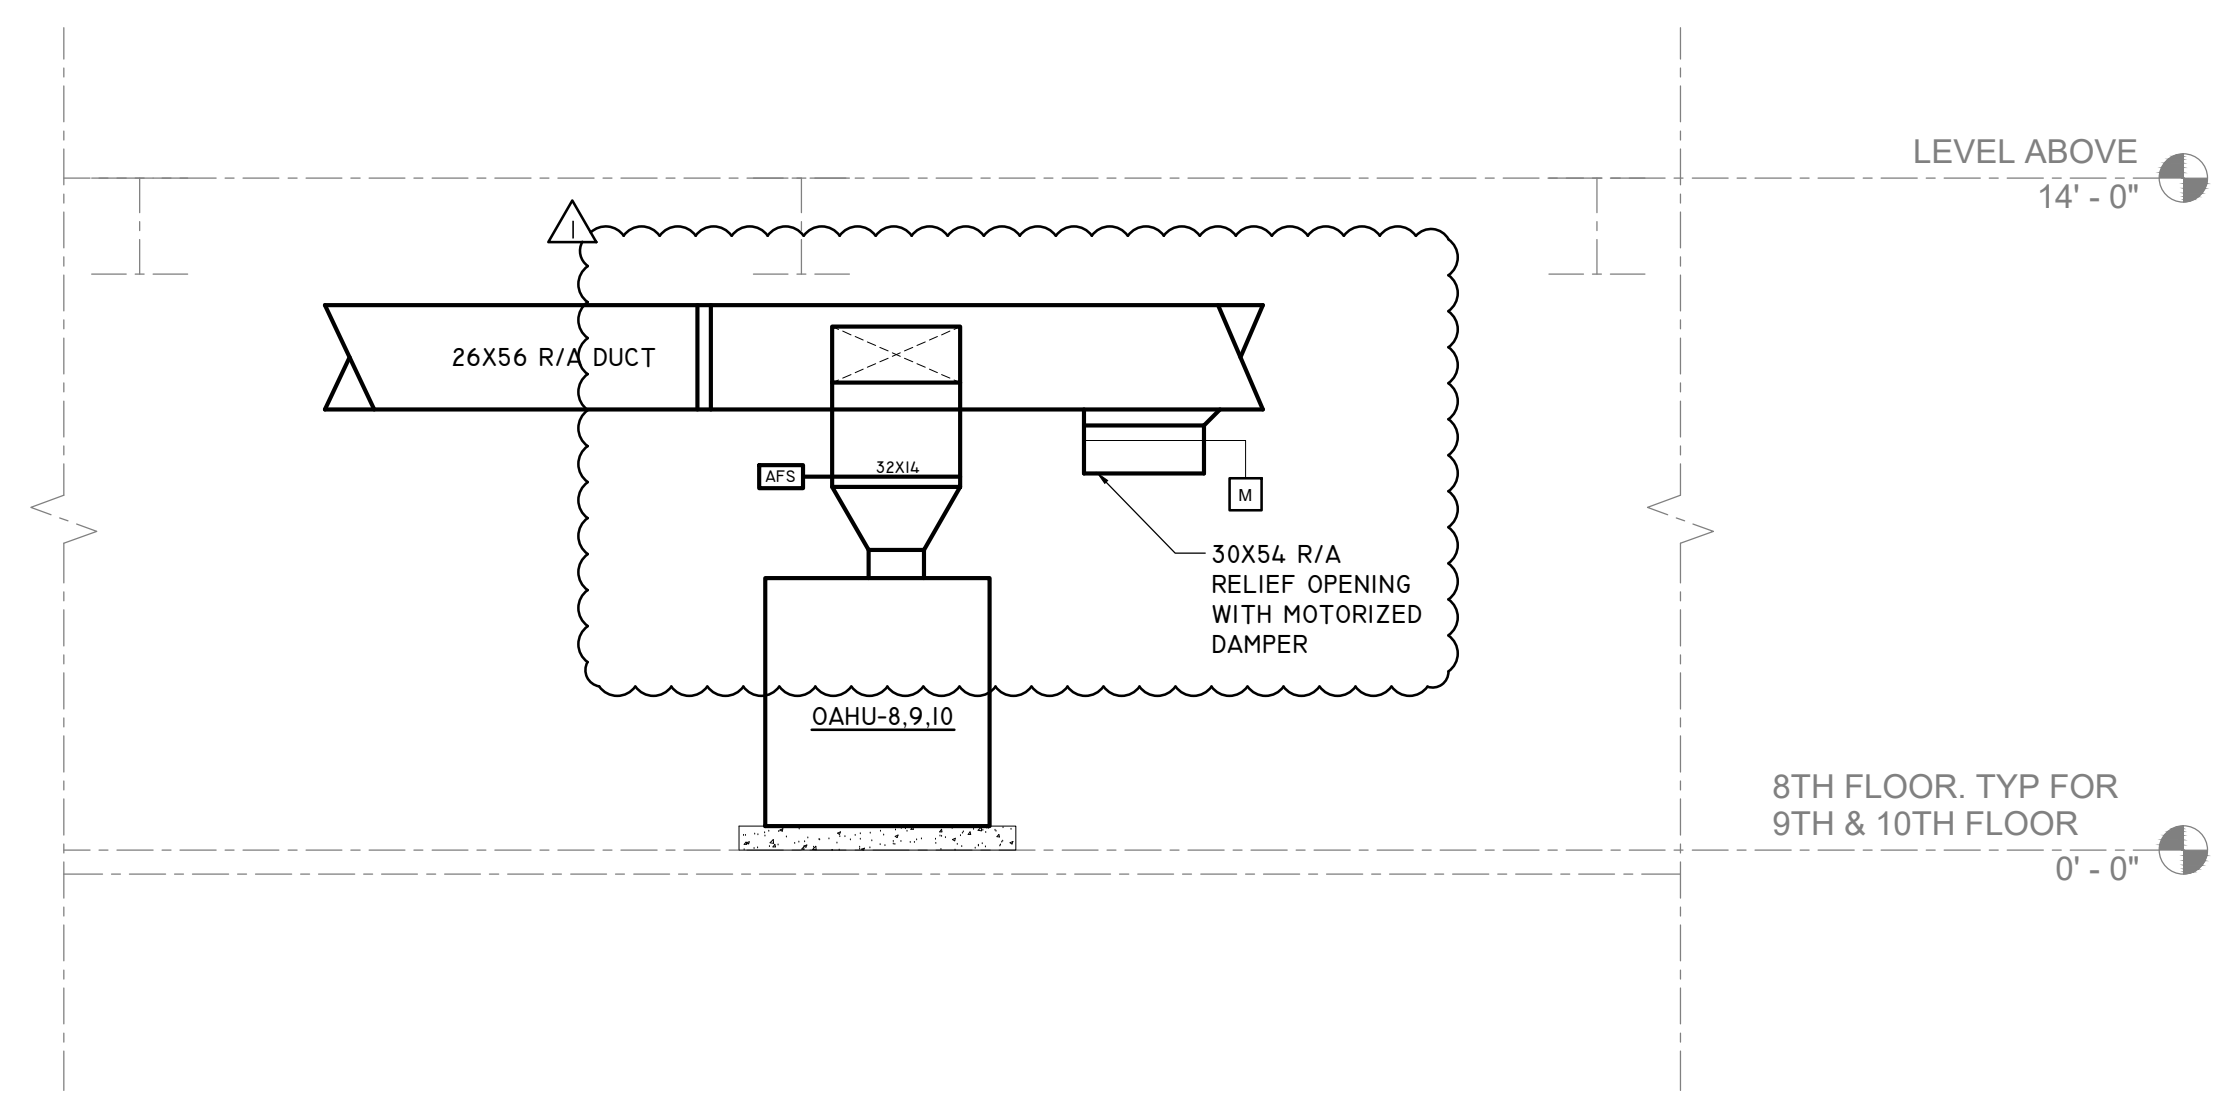 LEVEL ABOVE
14' - 0"
1
26X56 R/A DUCT
32X14
AFS
M
30X54 R/A
RELIEF OPENING
WITH MOTORIZED
DAMPER
OAHU-8,9,10
8TH FLOOR. TYP FOR
9TH & 10TH FLOOR
0' - 0"